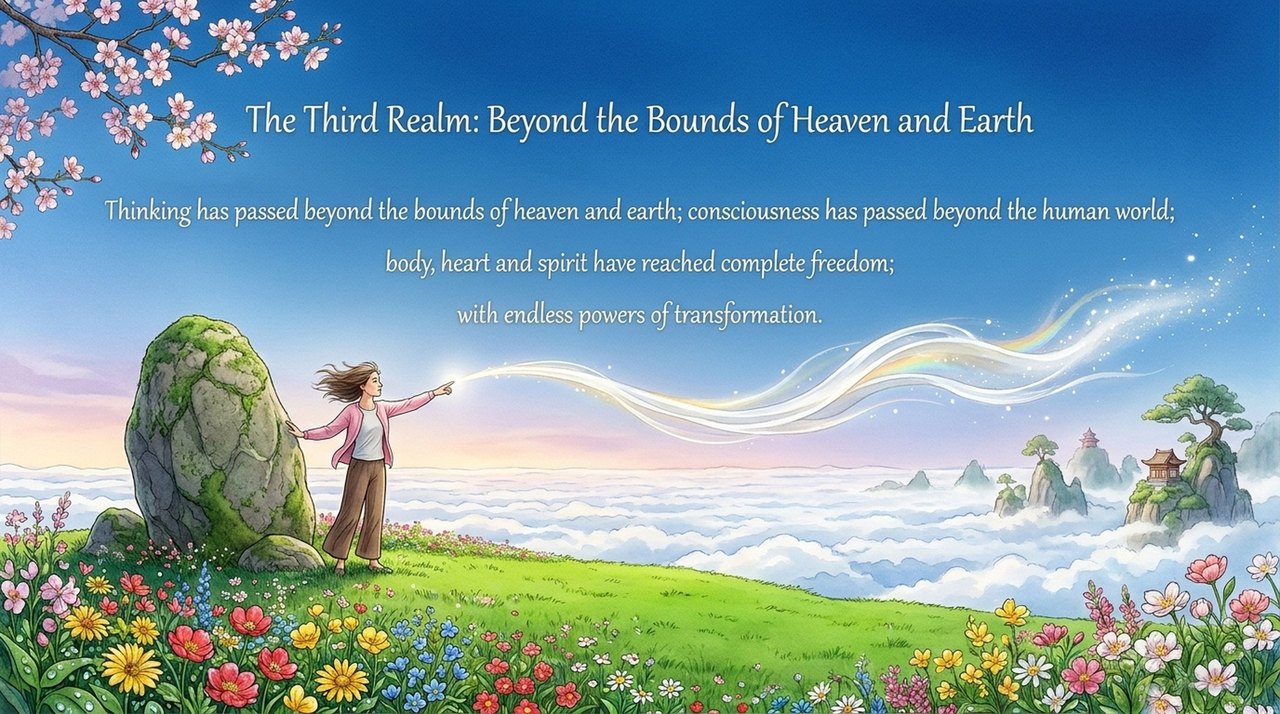 The Third Realm: Beyond the Bounds of Heaven and Earth
Thinking has passed beyond the bounds of heaven and earth; consciousness has passed beyond the human world;
body, heart and spirit have reached complete freedom;
with endless powers of transformation.